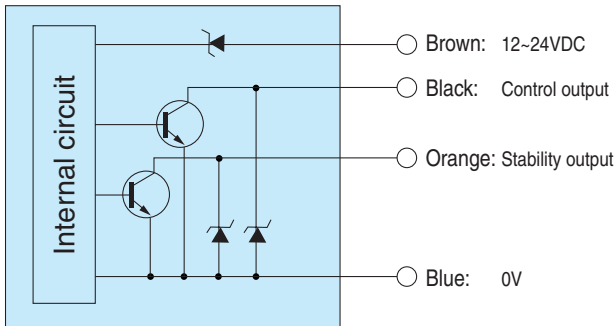 Internal circuit
Brown: 12~24VDC
Black: Control output
Orange: Stability output
Blue: 0V